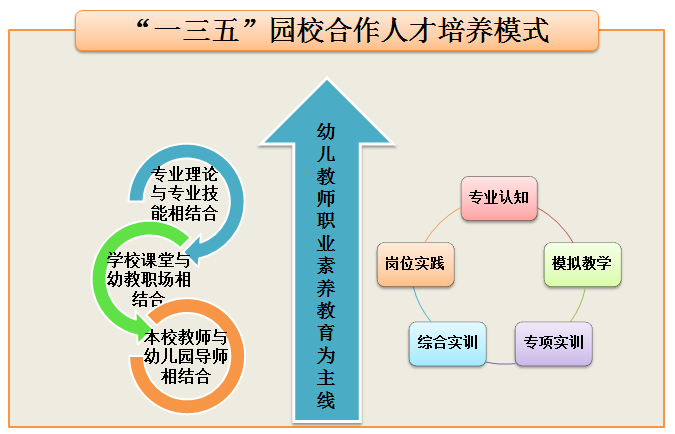 “一三五”园校合作人才培养模式
专业理论
与专业技
能相结合
学校课堂与
幼教职场相
结合
本校教师与
幼儿园导师
相结合
幼儿教师职业素养教育为主线
专业认知
模拟教学
专项实训
综合实训
岗位实践